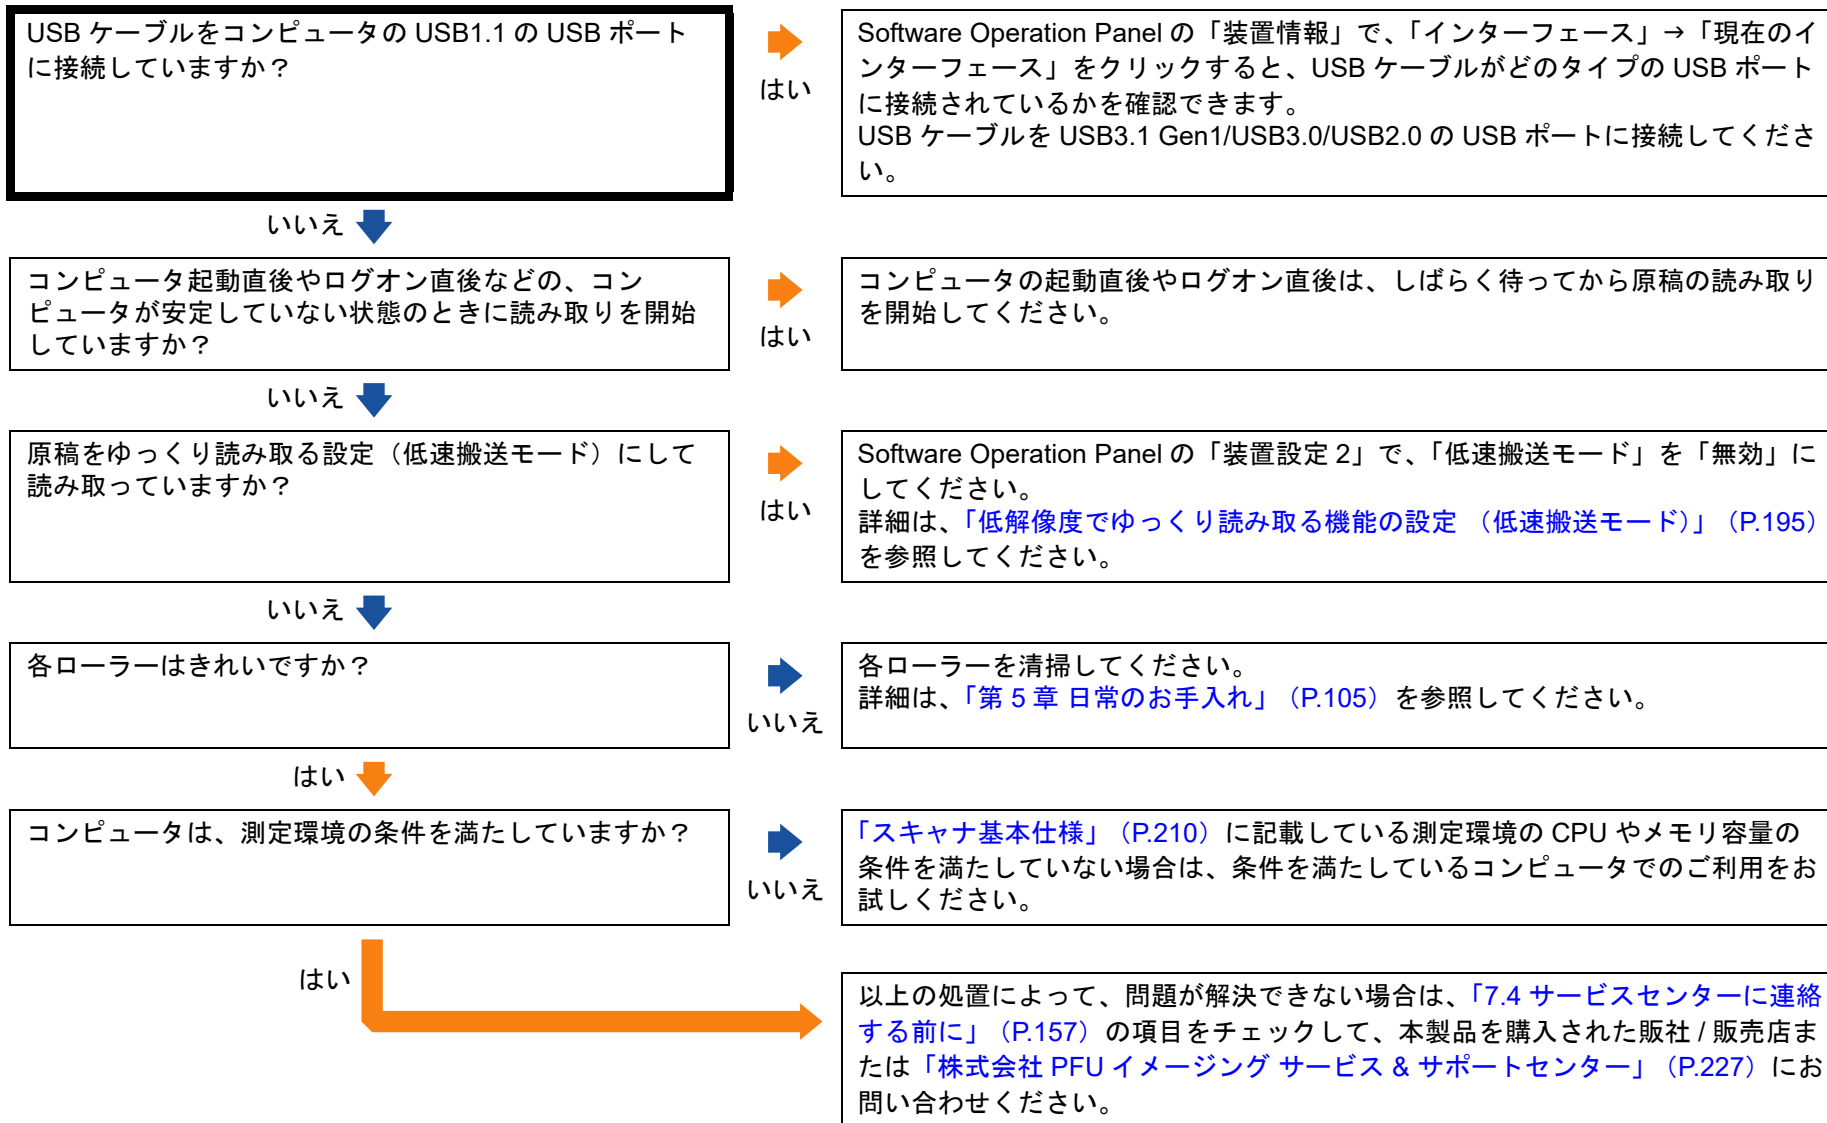 USB ケーブルをコンピュータの USB1.1 の USB ポート
に接続していますか？
はい
Software Operation Panel の「装置情報」で、「インターフェース」→「現在のイ
ンターフェース」をクリックすると、USB ケーブルがどのタイプの USB ポート
に接続されているかを確認できます。
USB ケーブルを USB3.1 Gen1/USB3.0/USB2.0 の USB ポートに接続してくださ
い。
いいえ
コンピュータ起動直後やログオン直後などの、コン
ピュータが安定していない状態のときに読み取りを開始
していますか？
はい
コンピュータの起動直後やログオン直後は、しばらく待ってから原稿の読み取り
を開始してください。
いいえ
原稿をゆっくり読み取る設定（低速搬送モード）にして
読み取っていますか？
はい
Software Operation Panel の「装置設定 2」で、「低速搬送モード」を「無効」に
してください。
詳細は、「低解像度でゆっくり読み取る機能の設定 （低速搬送モード）」（P.195）
を参照してください。
いいえ
各ローラーはきれいですか？
いいえ
各ローラーを清掃してください。
詳細は、「第 5 章 日常のお手入れ」（P.105）を参照してください。
はい
コンピュータは、測定環境の条件を満たしていますか？
いいえ
「スキャナ基本仕様」（P.210）に記載している測定環境の CPU やメモリ容量の
条件を満たしていない場合は、条件を満たしているコンピュータでのご利用をお
試しください。
はい
以上の処置によって、問題が解決できない場合は、「7.4 サービスセンターに連絡
する前に」（P.157）の項目をチェックして、本製品を購入された販社 / 販売店ま
たは「株式会社 PFU イメージング サービス & サポートセンター」（P.227）にお
問い合わせください。